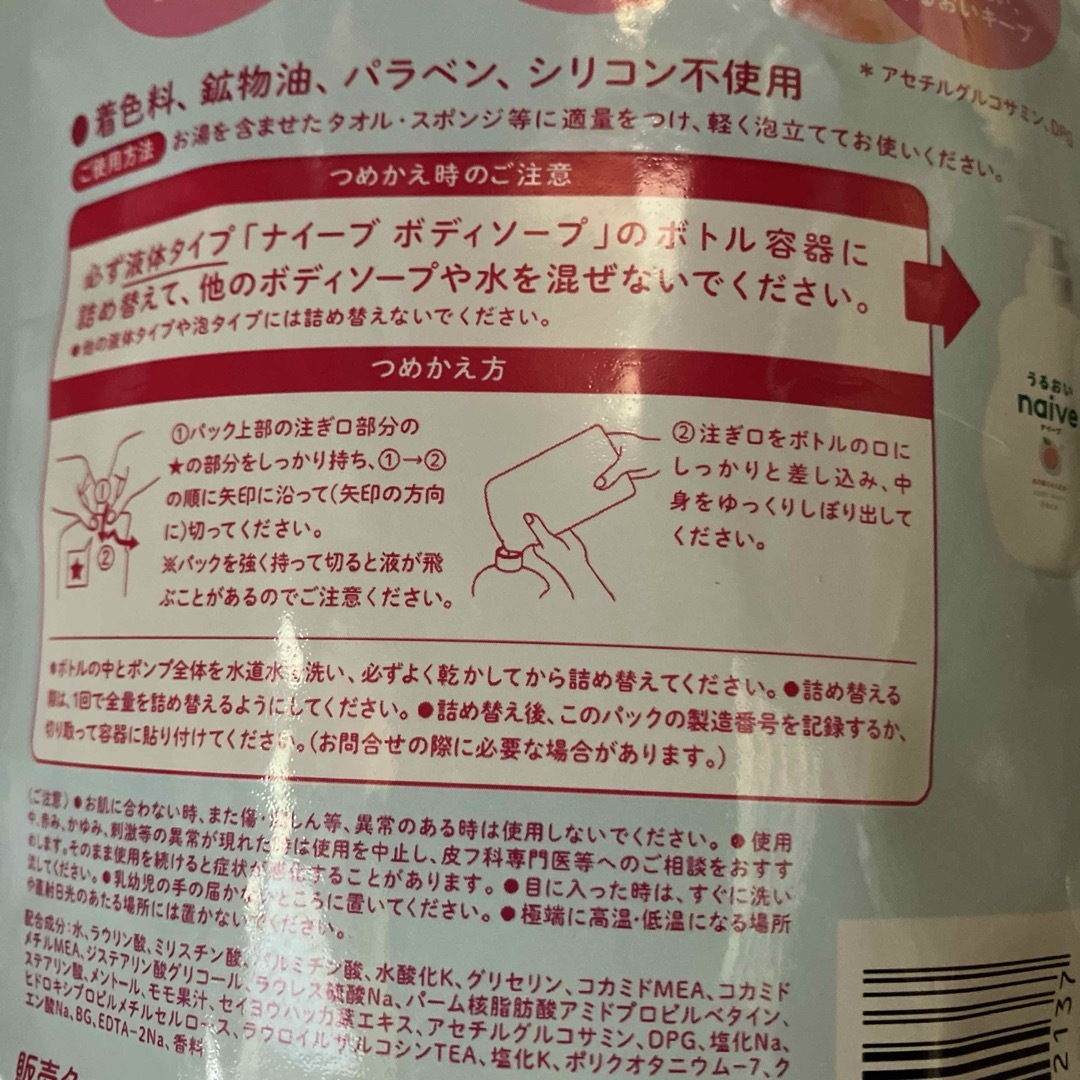 るおいキープ
＊アセチルグルコサミン、DPG
●着色料、鉱物油、パラベン、シリコン不使用
ご使用方法 お湯を含ませたタオル・スポンジ等に適量をつけ、軽く泡立ててお使いください。
つめかえ時のご注意
必ず液体タイプ「ナイーブ ボディソープ」のボトル容器に
詰め替えて、他のボディソープや水を混ぜないでください。
●他の液体タイプや泡タイプには詰め替えないでください。
うるおい
naive
ナイーブ
つめかえ方
①パック上部の注ぎ口部分の
★の部分をしっかり持ち、①→②
の順に矢印に沿って(矢印の方向
に)切ってください。
※パックを強く持って切ると液が飛
ぶことがあるのでご注意ください。
①
②
★
②注ぎ口をボトルの口に
しっかりと差し込み、中
身をゆっくりしぼり出して
ください。
●ボトルの中とポンプ全体を水道水 洗い、必ずよく乾かしてから詰め替えてください。●詰め替える
際は、1回で全量を詰め替えるようにしてください。●詰め替え後、このパックの製造番号を記録するか、
切り取って容器に貼り付けてください。(お問合せの際に必要な場合があります。)
〈ご注意〉●お肌に合わない時、また傷・ しん等、異常のある時は使用しないでください。●使用
中、赤み、かゆみ、刺激等の異常が現れた 時は使用を中止し、皮フ科専門医等へのご相談をおすす
めします。そのまま使用を続けると症状が悪化することがあります。●目に入った時は、すぐに洗い
流してください。●乳幼児の手の届かないところに置いてください。●極端に高温・低温になる場所
や直射日光のあたる場所には置かないでください。
配合成分:水、ラウリン酸、ミリスチン酸、パルミチン酸、水酸化K、グリセリン、コカミドMEA、コカミド
メチルMEA、ジステアリン酸グリコール、ラウレス硫酸Na、パーム核脂肪酸アミドプロピルベタイン、
ステアリン酸、メントール、モモ果汁、セイヨウハッカ葉エキス、アセチルグルコサミン、DPG、塩化Na、
ヒドロキシプロピルメチルセルロース、ラウロイルサルコシンTEA、塩化K、ポリクオタニウム-7、ク
エン酸Na、BG、EDTA-2Na、香料
販売
2137